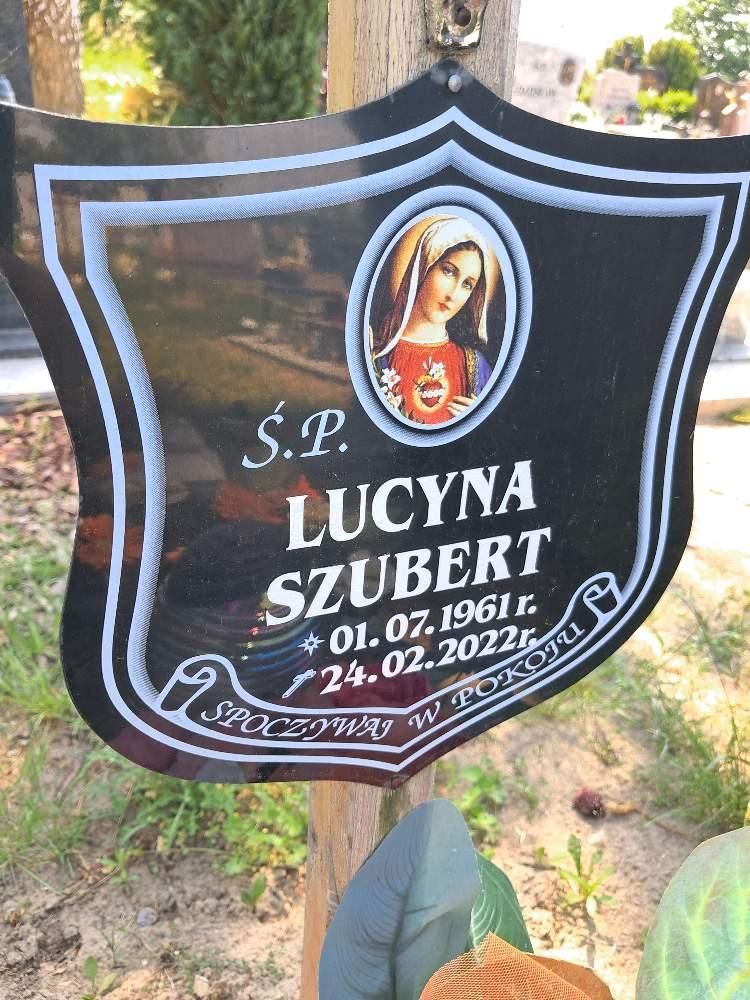 Ś.P.
LUCYNA
SZUBERT
01.07.1961 r.
24.02.2022r.
SPOCZYWAJ W POKOJU